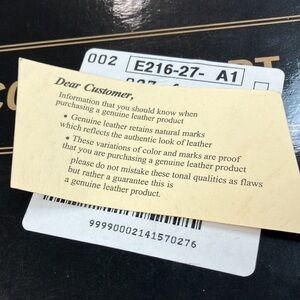 002 E216-27- A1
Dear Customer,
Information that you should know when
purchasing a genuine leather product
• Genuine leather retains natural marks
which reflects the authentic look of leather
• These variations of color and marks are proof
that you are purchasing a genuine leather product
please do not mistake these tonal qualities as flaws
but rather a guarantee this is
a genuine leather product.
99990002141570276